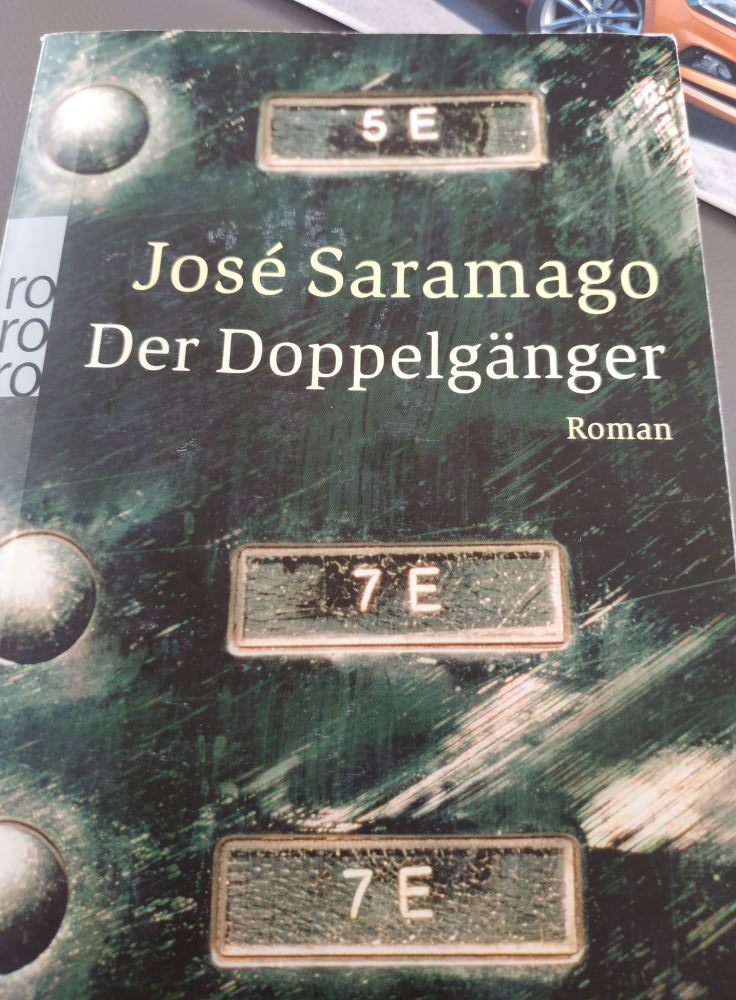 5 E
José Saramago
ro
Der Doppelgänger
ro
ro
Roman
7 E
7 E